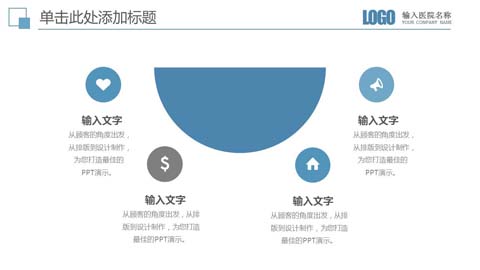 单击此处添加标题
LOGO 输入医院名称
YOUR COMPANY NAME
输入文字
从顾客的角度出发，
从排版到设计制作，
为您打造最佳的
PPT演示。
$
输入文字
从顾客的角度出发，从排
版到设计制作，为您打造
最佳的PPT演示。
输入文字
从顾客的角度出发，从排
版到设计制作，为您打造
最佳的PPT演示。
输入文字
从顾客的角度出发，
从排版到设计制作，
为您打造最佳的
PPT演示。